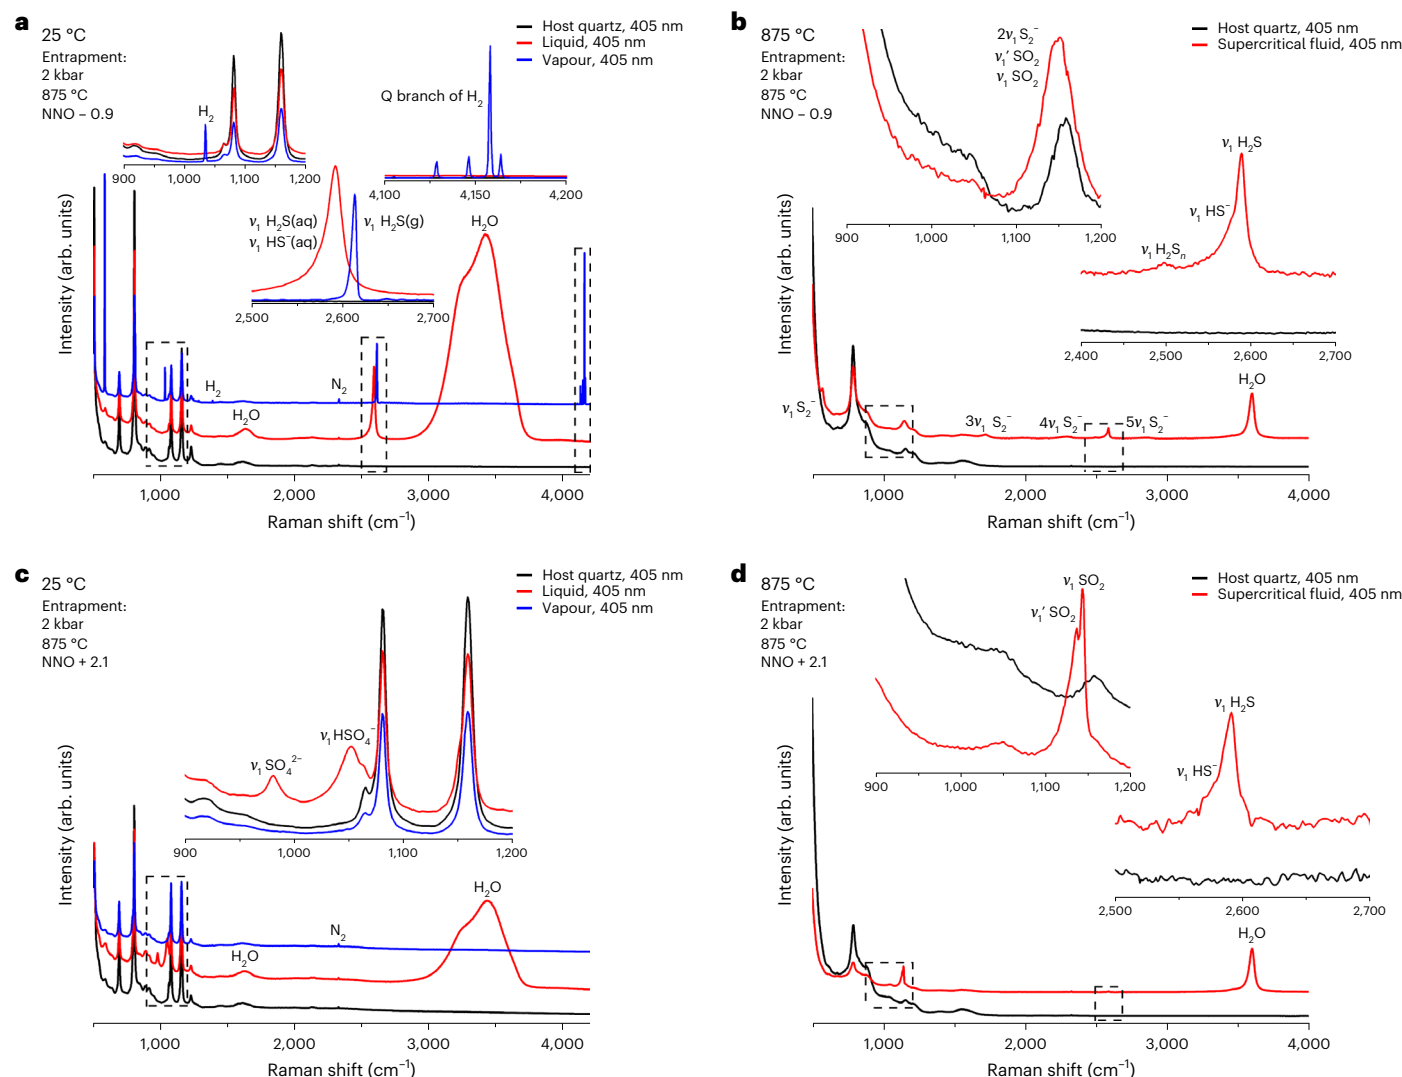 a
25 °C
Entrapment:
2 kbar
875 °C
NNO – 0.9
Host quartz, 405 nm
Liquid, 405 nm
Vapour, 405 nm
H₂
900 1,000 1,100 1,200
Q branch of H₂
4,100 4,150 4,200
ν₁ H₂S(aq)
ν₁ HS⁻(aq)
ν₁ H₂S(g)
2,500 2,600 2,700
H₂O
H₂
N₂
H₂O
Intensity (arb. units)
1,000 2,000 3,000 4,000
Raman shift (cm⁻¹)
b
875 °C
Entrapment:
2 kbar
875 °C
NNO – 0.9
Host quartz, 405 nm
Supercritical fluid, 405 nm
2ν₁ S₂⁻
ν₁′ SO₂
ν₁ SO₂
900 1,000 1,100 1,200
ν₁ H₂S
ν₁ HS⁻
ν₁ H₂Sₙ
2,400 2,500 2,600 2,700
H₂O
ν₁ S₂⁻
3ν₁ S₂⁻
4ν₁ S₂⁻
5ν₁ S₂⁻
Intensity (arb. units)
1,000 2,000 3,000 4,000
Raman shift (cm⁻¹)
c
25 °C
Entrapment:
2 kbar
875 °C
NNO + 2.1
Host quartz, 405 nm
Liquid, 405 nm
Vapour, 405 nm
ν₁ SO₄²⁻
ν₁ HSO₄⁻
900 1,000 1,100 1,200
H₂O
N₂
H₂O
Intensity (arb. units)
1,000 2,000 3,000 4,000
Raman shift (cm⁻¹)
d
875 °C
Entrapment:
2 kbar
875 °C
NNO + 2.1
Host quartz, 405 nm
Supercritical fluid, 405 nm
ν₁ SO₂
ν₁′ SO₂
900 1,000 1,100 1,200
ν₁ H₂S
ν₁ HS⁻
2,500 2,600 2,700
H₂O
Intensity (arb. units)
1,000 2,000 3,000 4,000
Raman shift (cm⁻¹)